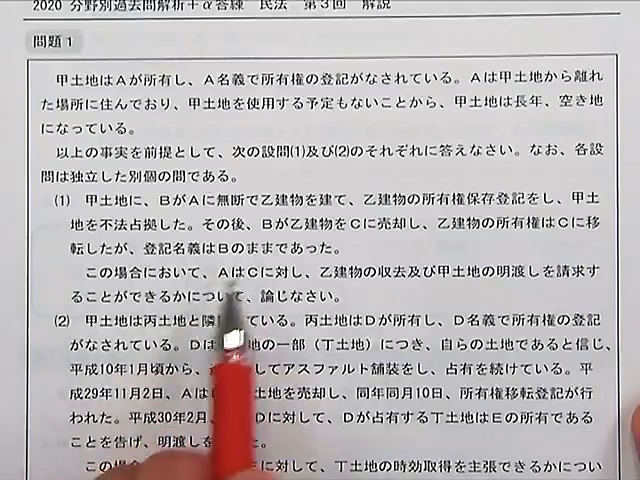 2020 分野別過去問解析+α答練 民法 第3回 解説
問題1
甲土地はAが所有し、A名義で所有権の登記がなされている。Aは甲土地から離れ
た場所に住んでおり、甲土地を使用する予定もないことから、甲土地は長年、空き地
になっている。
以上の事実を前提として、次の設問(1)及び(2)のそれぞれに答えなさい。なお、各設
問は独立した別個の問である。
(1) 甲土地に、BがAに無断で乙建物を建て、乙建物の所有権保存登記をし、甲土
地を不法占拠した。その後、Bが乙建物をCに売却し、乙建物の所有権はCに移
転したが、登記名義はBのままであった。
この場合において、AはCに対し、乙建物の収去及び甲土地の明渡しを請求す
ることができるかについて、論じなさい。
(2) 甲土地は丙土地と隣 ている。丙土地はDが所有し、D名義で所有権の登記
がなされている。Dは 地の一部(丁土地)につき、自らの土地であると信じ、
平成10年1月頃から、 してアスファルト舗装をし、占有を続けている。平
成29年11月2日、Aは 土地を売却し、同年同月10日、所有権移転登記が行
われた。平成30年2月、 Dに対して、Dが占有する丁土地はEの所有である
ことを告げ、明渡しを た。
この場合 Eに対して、丁土地の時効取得を主張できるかについ